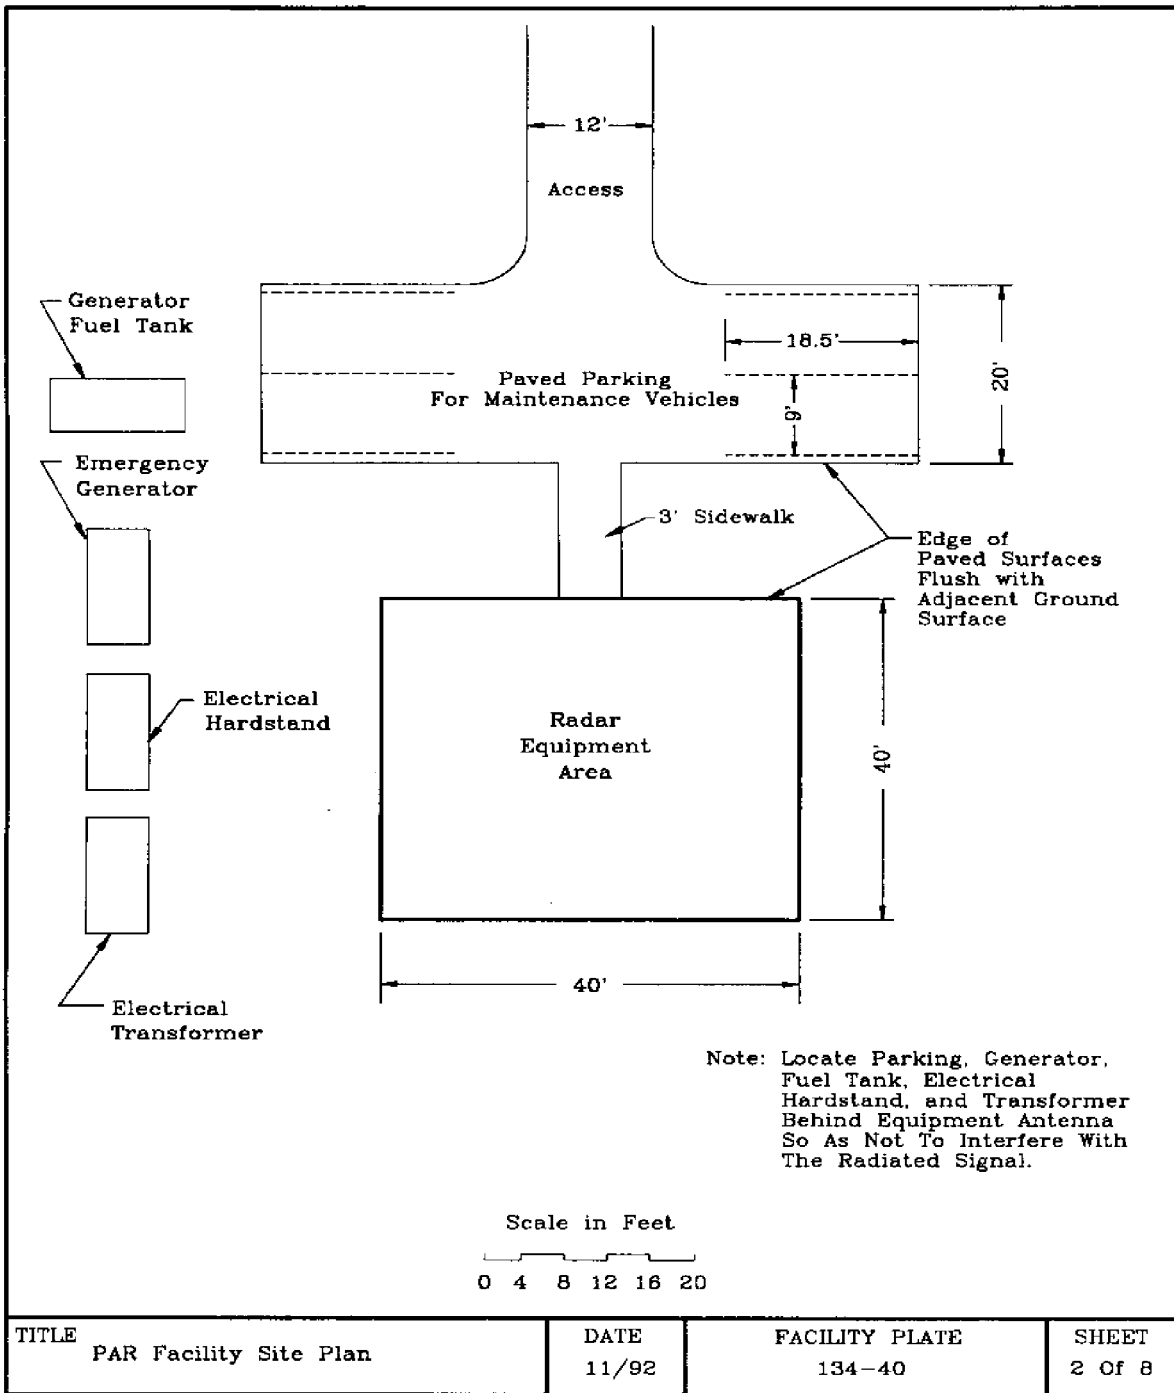 12'
Access
Generator
Fuel Tank
18.5'
20'
Paved Parking
For Maintenance Vehicles
9'
Emergency
Generator
3' Sidewalk
Edge of
Paved Surfaces
Flush with
Adjacent Ground
Surface
Electrical
Hardstand
Radar
Equipment
Area
40'
40'
Electrical
Transformer
Note: Locate Parking, Generator,
Fuel Tank, Electrical
Hardstand, and Transformer
Behind Equipment Antenna
So As Not To Interfere With
The Radiated Signal.
Scale in Feet
0 4 8 12 16 20
TITLE
PAR Facility Site Plan
DATE
11/92
FACILITY PLATE
134-40
SHEET
2 Of 8